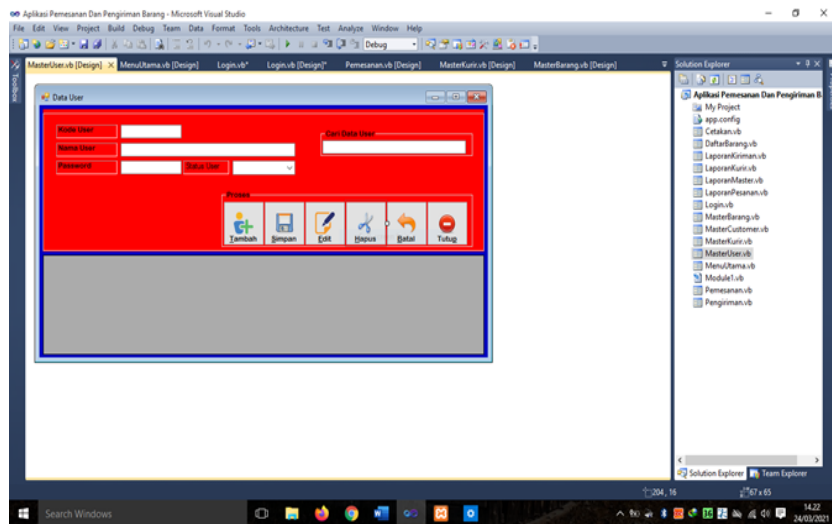 Aplikasi Pemesanan Dan Pengiriman Barang - Microsoft Visual Studio
File Edit View Project Build Debug Team Data Format Tools Architecture Test Analyze Window Help
Debug
MasterUser.vb [Design] MenuUtama.vb [Design] Login.vb* Login.vb [Design]* Pemesanan.vb [Design] MasterKurir.vb [Design] MasterBarang.vb [Design]
Toolbox
Data User
Kode User
Nama User
Password Status User
Cari Data User
Proses
Tambah Simpan Edit Hapus Batal Tutup
Solution Explorer
Aplikasi Pemesanan Dan Pengiriman B
My Project
app.config
Cetakan.vb
DaftarBarang.vb
LaporanKiriman.vb
LaporanKurir.vb
LaporanMaster.vb
LaporanPesanan.vb
Login.vb
MasterBarang.vb
MasterCustomer.vb
MasterKurir.vb
MasterUser.vb
MenuUtama.vb
Module1.vb
Pemesanan.vb
Pengiriman.vb
Solution Explorer Team Explorer
204, 16 67 x 65
Search Windows
14.22
24/03/2021